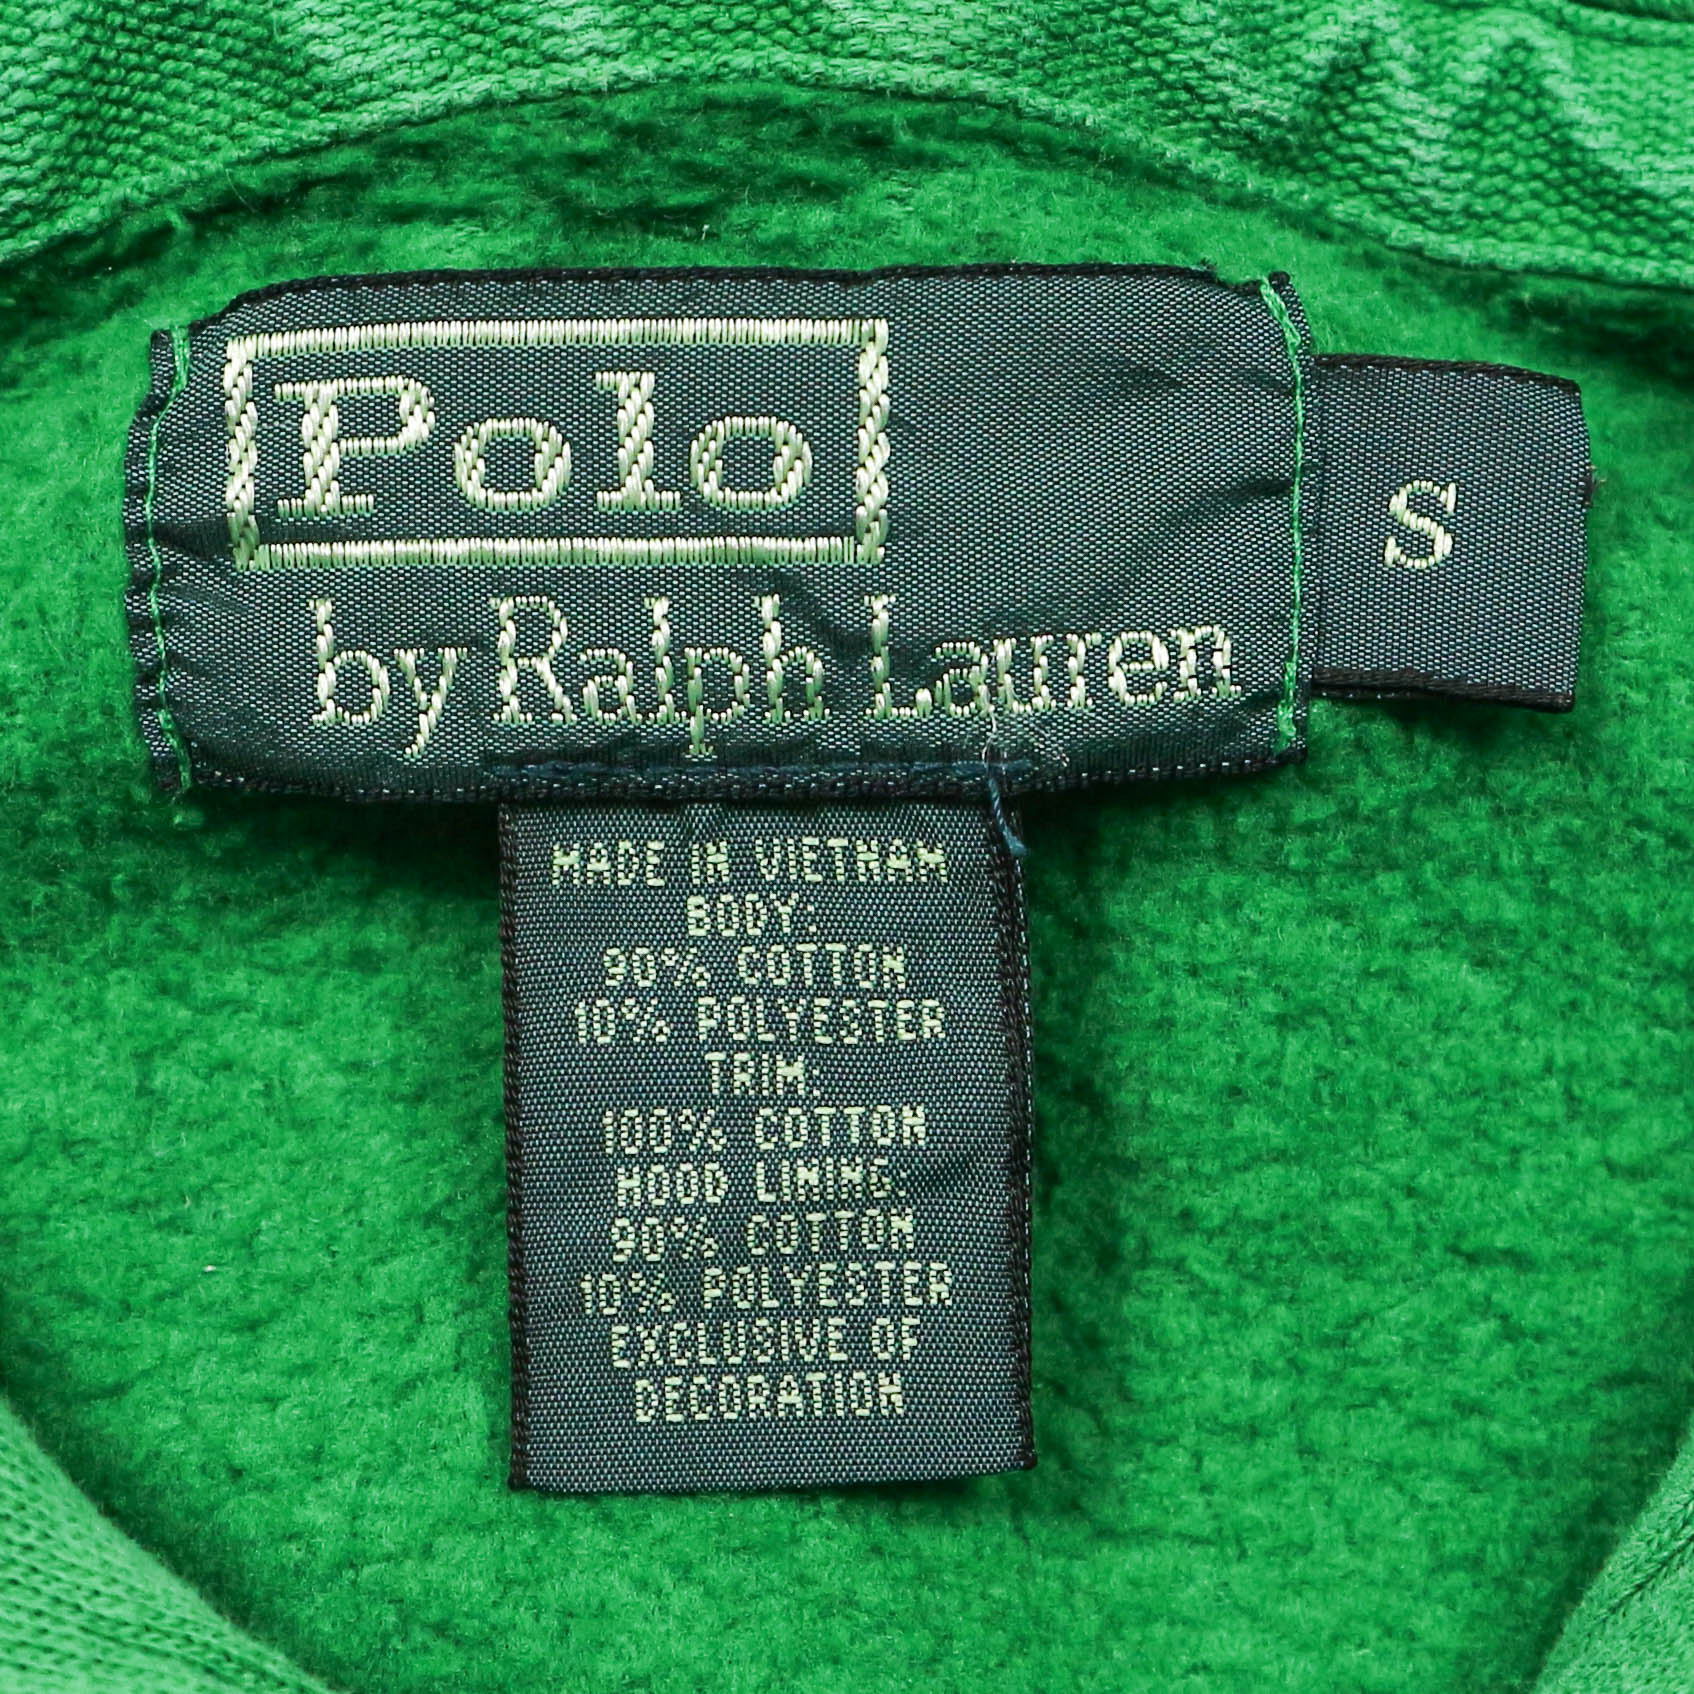 Polo
by Ralph Lauren
S
MADE IN VIETNAM
BODY:
90% COTTON
10% POLYESTER
TRIM:
100% COTTON
HOOD LINING:
90% COTTON
10% POLYESTER
EXCLUSIVE OF
DECORATION